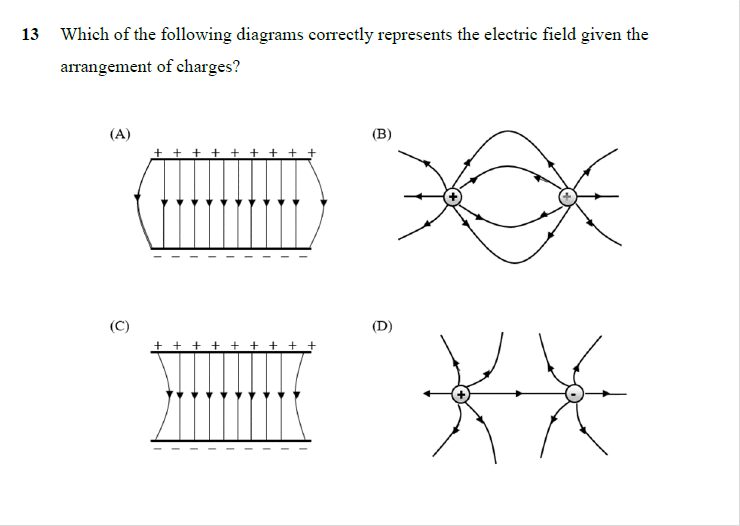 13 Which of the following diagrams correctly represents the electric field given the
arrangement of charges?
(A)
(B)
+ + + + + + + + +
+
+
– – – – – – – – –
(C)
(D)
+ + + + + + + + +
+
-
– – – – – – – – –